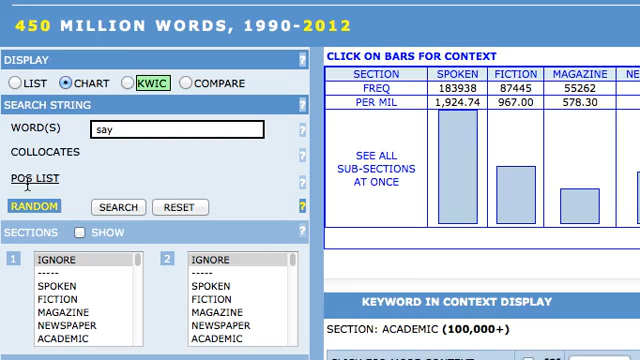 450 MILLION WORDS, 1990-2012
DISPLAY ?
LIST CHART KWIC COMPARE
SEARCH STRING ?
WORD(S) say ?
COLLOCATES ?
POS LIST ?
RANDOM SEARCH RESET ?
SECTIONS SHOW ?
1 IGNORE
-----
SPOKEN
FICTION
MAGAZINE
NEWSPAPER
ACADEMIC
2 IGNORE
-----
SPOKEN
FICTION
MAGAZINE
NEWSPAPER
ACADEMIC
CLICK ON BARS FOR CONTEXT
SECTION SPOKEN FICTION MAGAZINE NE
FREQ 183938 87445 55262
PER MIL 1,924.74 967.00 578.30
SEE ALL
SUB-SECTIONS
AT ONCE
KEYWORD IN CONTEXT DISPLAY
SECTION: ACADEMIC (100,000+)